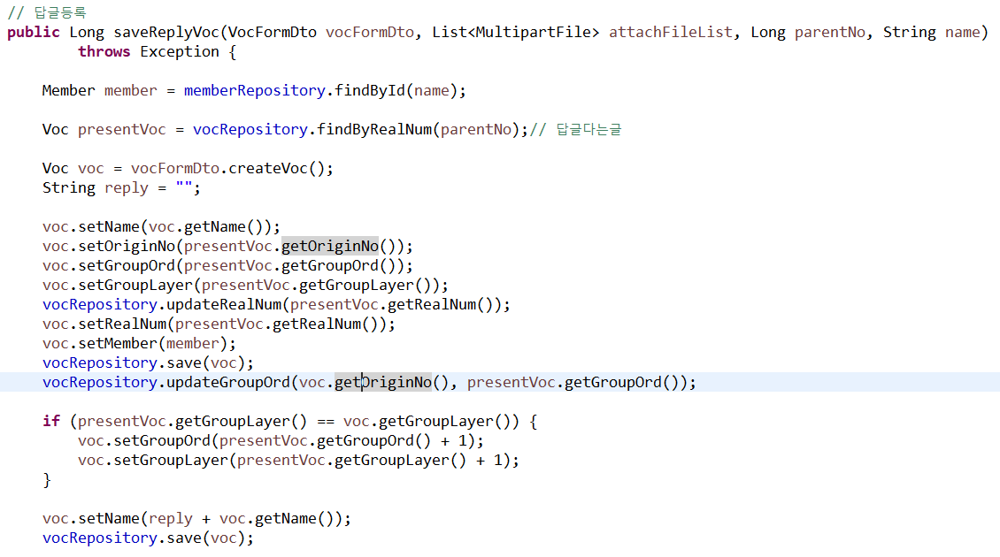 // 답글등록
public Long saveReplyVoc(VocFormDto vocFormDto, List<MultipartFile> attachFileList, Long parentNo, String name)
throws Exception {
Member member = memberRepository.findById(name);
Voc presentVoc = vocRepository.findByRealNum(parentNo);// 답글다는글
Voc voc = vocFormDto.createVoc();
String reply = "";
voc.setName(voc.getName());
voc.setOriginNo(presentVoc.getOriginNo());
voc.setGroupOrd(presentVoc.getGroupOrd());
voc.setGroupLayer(presentVoc.getGroupLayer());
vocRepository.updateRealNum(presentVoc.getRealNum());
voc.setRealNum(presentVoc.getRealNum());
voc.setMember(member);
vocRepository.save(voc);
vocRepository.updateGroupOrd(voc.getOriginNo(), presentVoc.getGroupOrd());
if (presentVoc.getGroupLayer() == voc.getGroupLayer()) {
voc.setGroupOrd(presentVoc.getGroupOrd() + 1);
voc.setGroupLayer(presentVoc.getGroupLayer() + 1);
}
voc.setName(reply + voc.getName());
vocRepository.save(voc);